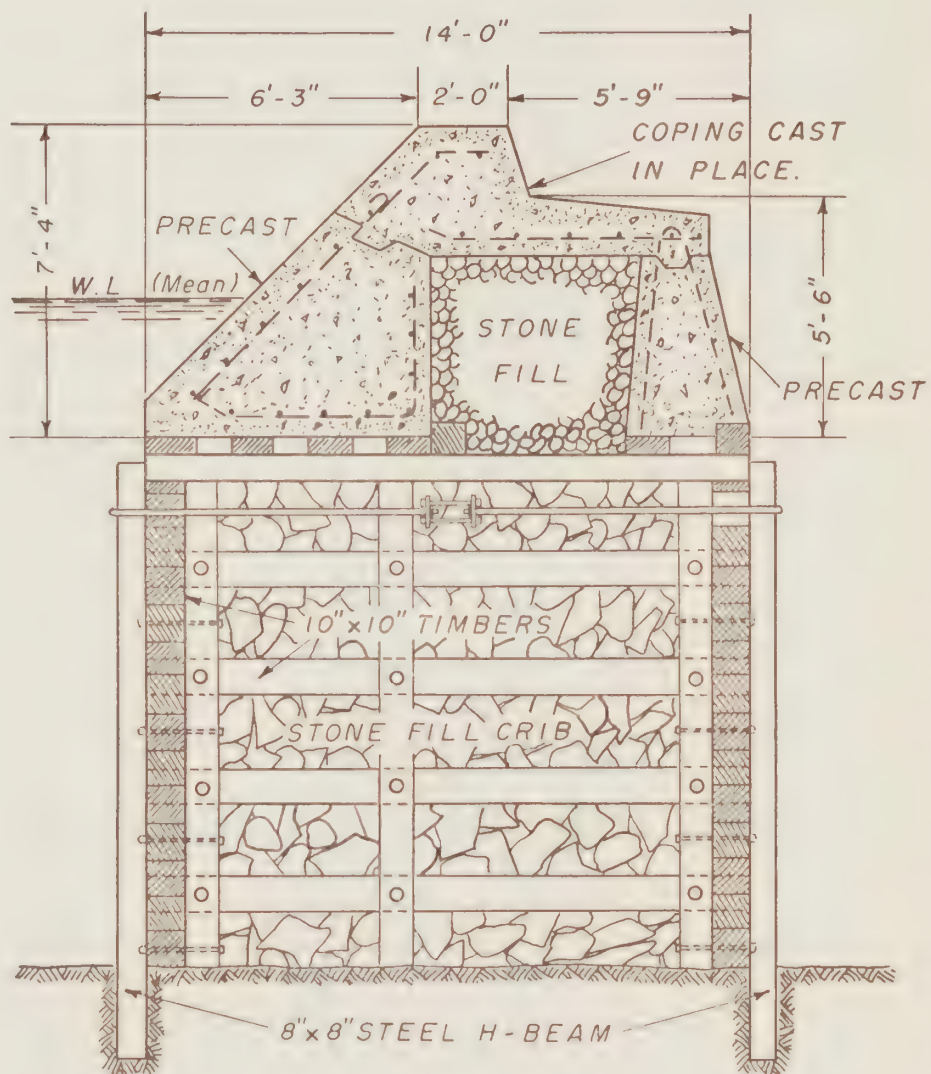 14'-0"
6'-3" 2'-0" 5'-9"
COPING CAST
IN PLACE.
PRECAST
7'-4"
W.L (Mean)
STONE
FILL
5'-6"
PRECAST
10"x10" TIMBERS
STONE FILL CRIB
8"x8" STEEL H-BEAM